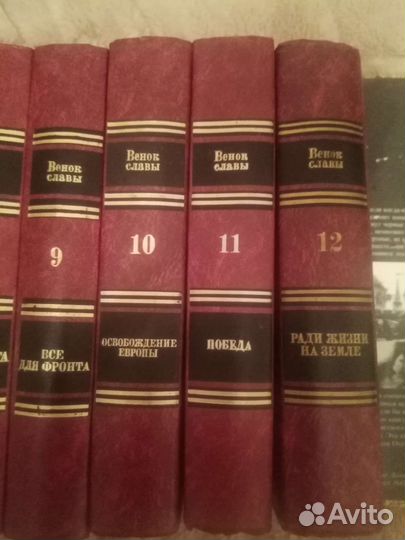 Венок
славы
9
ВСЕ
ДЛЯ ФРОНТА
Венок
славы
10
ОСВОБОЖДЕНИЕ
ЕВРОПЫ
Венок
славы
11
ПОБЕДА
Венок
славы
12
РАДИ ЖИЗНИ
НА ЗЕМЛЕ
Avito